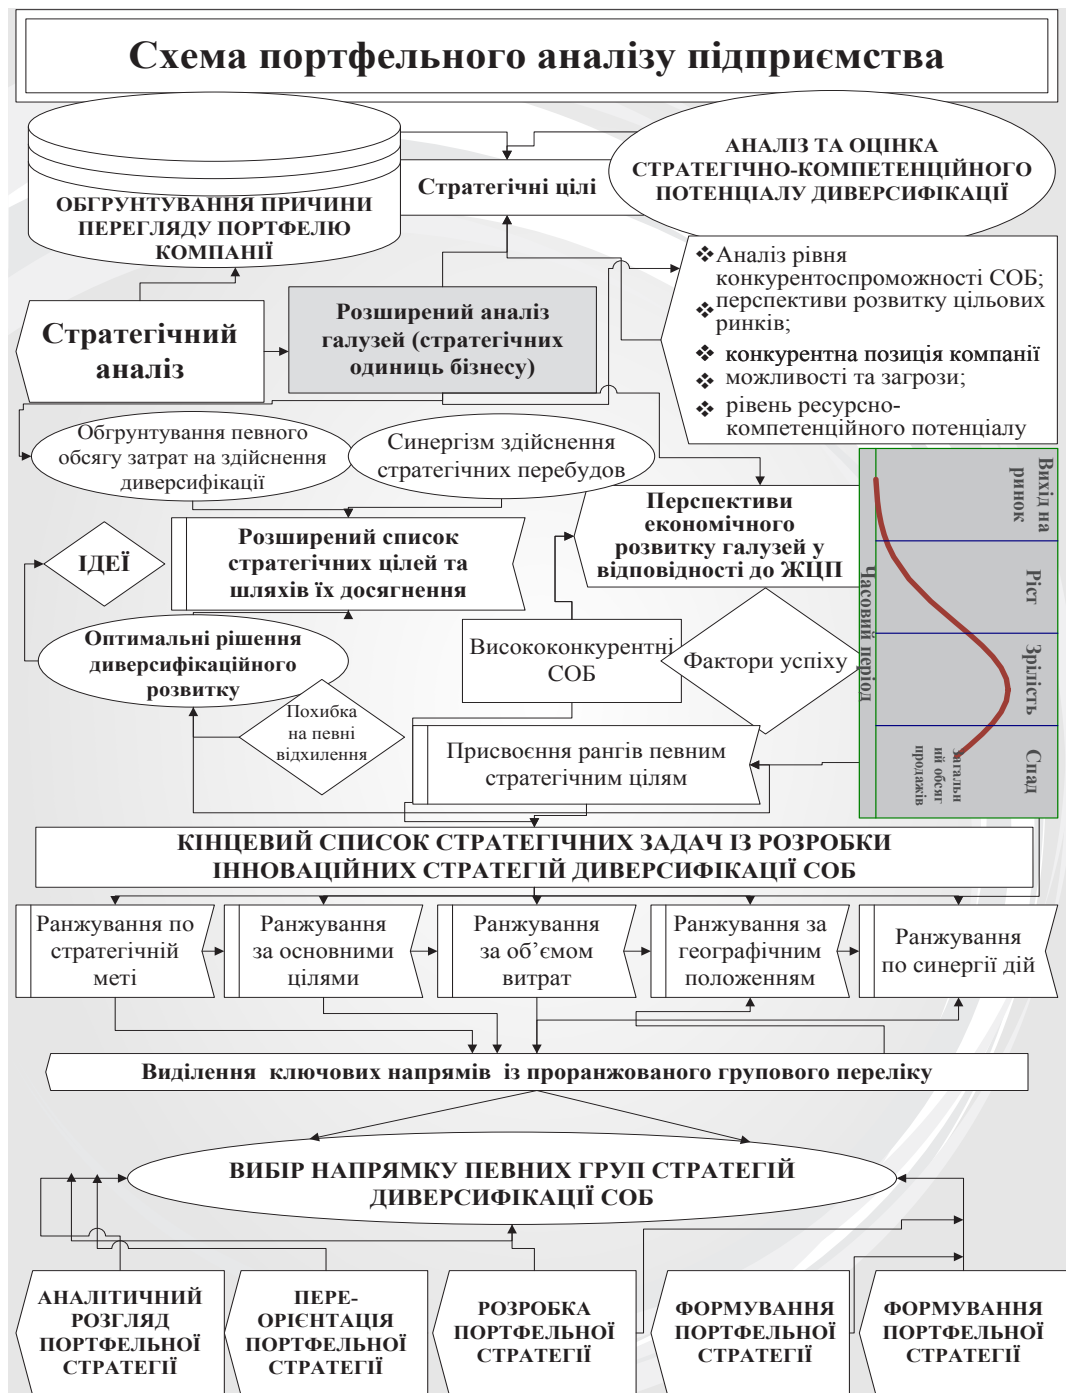 Схема портфельного аналізу підприємства
АНАЛІЗ ТА ОЦІНКА
СТРАТЕГІЧНО-КОМПЕТЕНЦІЙНОГО
ПОТЕНЦІАЛУ ДИВЕРСИФІКАЦІЇ
Стратегічні цілі
ОБГРУНТУВАННЯ ПРИЧИНИ
ПЕРЕГЛЯДУ ПОРТФЕЛЮ
КОМПАНІЇ
❖Аналіз рівня
конкурентоспроможності СОБ;
❖перспективи розвитку цільових
ринків;
❖ конкурентна позиція компанії
❖ можливості та загрози;
❖ рівень ресурсно-
компетенційного потенціалу
Стратегічний
аналіз
Розширений аналіз
галузей (стратегічних
одиниць бізнесу)
Обгрунтування певного
обсягу затрат на здійснення
диверсифікації
Синергізм здійснення
стратегічних перебудов
Перспективи
економічного
розвитку галузей у
відповідності до ЖЦП
Вихід на
ринок
Ріст
Зрілість
Спад
Часовий період
Загальн
ий обсяг
продажів
ІДЕЇ
Розширений список
стратегічних цілей та
шляхів їх досягнення
Оптимальні рішення
диверсифікаційного
розвитку
Висококонкурентні
СОБ
Фактори успіху
Похибка
на певні
відхилення
Присвоєння рангів певним
стратегічним цілям
КІНЦЕВИЙ СПИСОК СТРАТЕГІЧНИХ ЗАДАЧ ІЗ РОЗРОБКИ
ІННОВАЦІЙНИХ СТРАТЕГІЙ ДИВЕРСИФІКАЦІЇ СОБ
Ранжування по
стратегічній
меті
Ранжування
за основними
цілями
Ранжування
за об’ємом
витрат
Ранжування за
географічним
положенням
Ранжування
по синергії дій
Виділення ключових напрямів із проранжованого групового переліку
ВИБІР НАПРЯМКУ ПЕВНИХ ГРУП СТРАТЕГІЙ
ДИВЕРСИФІКАЦІЇ СОБ
АНАЛІТИЧНИЙ
РОЗГЛЯД
ПОРТФЕЛЬНОЇ
СТРАТЕГІЇ
ПЕРЕ-
ОРІЄНТАЦІЯ
ПОРТФЕЛЬНОЇ
СТРАТЕГІЇ
РОЗРОБКА
ПОРТФЕЛЬНОЇ
СТРАТЕГІЇ
ФОРМУВАННЯ
ПОРТФЕЛЬНОЇ
СТРАТЕГІЇ
ФОРМУВАННЯ
ПОРТФЕЛЬНОЇ
СТРАТЕГІЇ